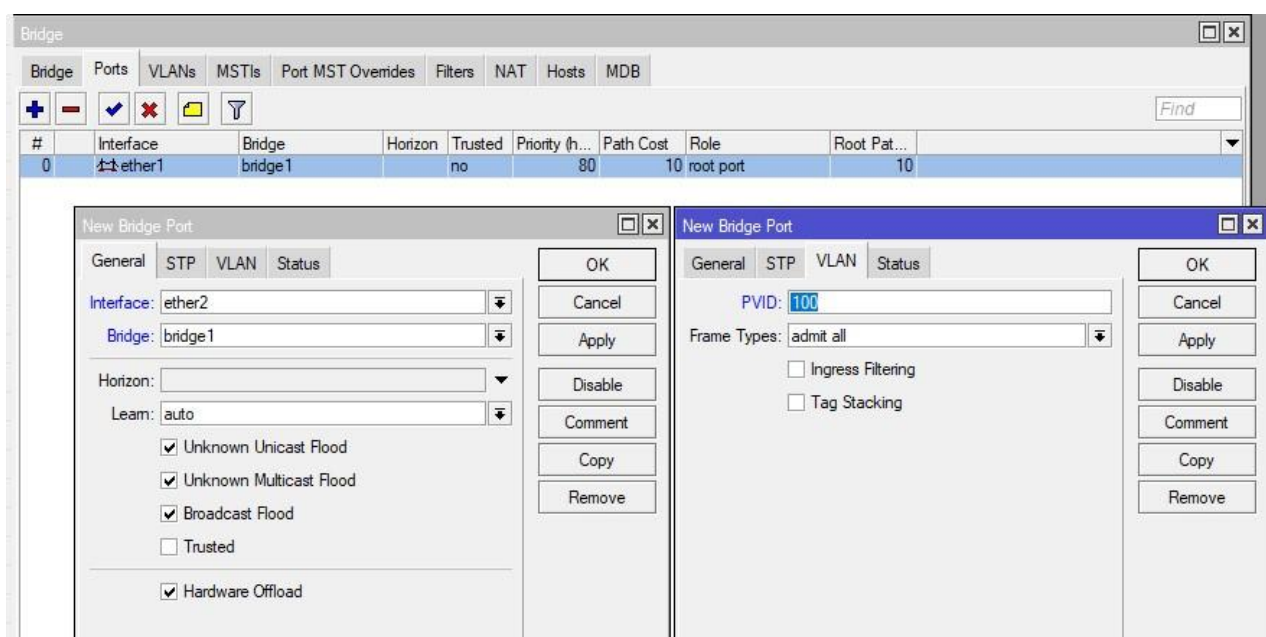 Bridge
Bridge Ports VLANs MSTIs Port MST Overrides Filters NAT Hosts MDB
Find
# Interface Bridge Horizon Trusted Priority (h... Path Cost Role Root Pat...
0 ether1 bridge1 no 80 10 root port 10
New Bridge Port
General STP VLAN Status
Interface: ether2
Bridge: bridge1
Horizon:
Learn: auto
Unknown Unicast Flood
Unknown Multicast Flood
Broadcast Flood
Trusted
Hardware Offload
OK
Cancel
Apply
Disable
Comment
Copy
Remove
New Bridge Port
General STP VLAN Status
PVID: 100
Frame Types: admit all
Ingress Filtering
Tag Stacking
OK
Cancel
Apply
Disable
Comment
Copy
Remove